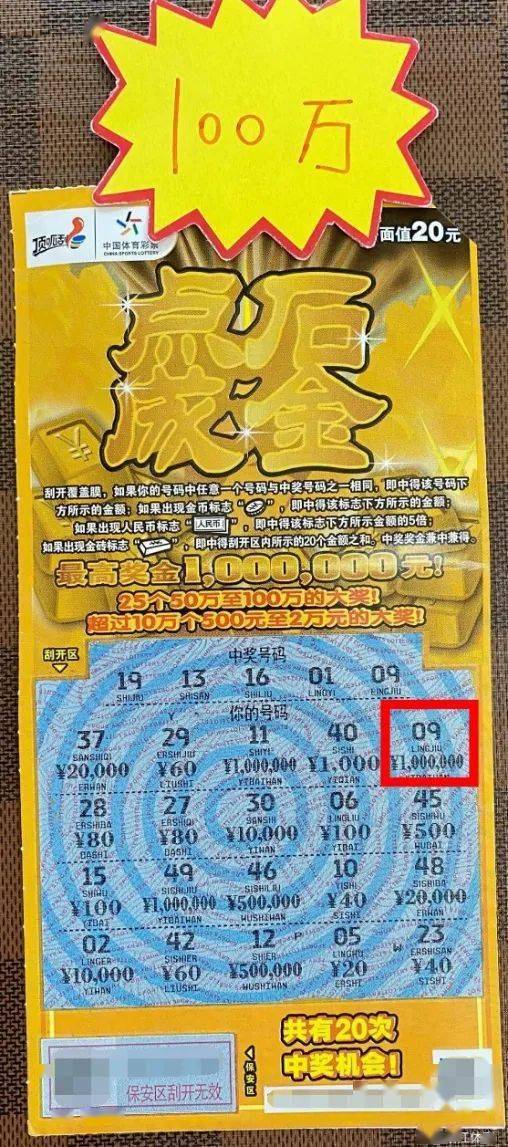 100万
顶呱刮
中国体育彩票
CHINA SPORTS LOTTERY
面值20元
点石
成金
刮开覆盖膜，如果你的号码中任意一个号码与中奖号码之一相同，即中得该号码下
方所示的金额；如果出现金币标志“ ”，即中得该标志下方所示的金额；
如果出现人民币标志“人民币”，即中得该标志下方所示金额的5倍；
如果出现金砖标志“ ”，即中得刮开区内所示的20个金额之和。中奖奖金兼中兼得。
最高奖金1,000,000元！
25个50万至100万的大奖！
超过10万个500元至2万元的大奖！
刮开区
中奖号码
19 13 16 01 09
SHIJIU SHISAN SHILIU LINGYI LINGJIU
你的号码
37 29 11 40 09
SANSHIQI ERSHIJIU SHIYI SISHI LINGJIU
¥20,000 ¥60 ¥1,000,000 ¥1,000 ¥1,000,000
ERWAN LIUSHI YIBAIWAN YIQIAN YIBAIWAN
28 27 30 06 45
ERSHIBA ERSHIQI SANSHI LINGLIU SISHIWU
¥80 ¥80 ¥10,000 ¥100 ¥500
BASHI BASHI YIWAN YIBAI WUBAI
15 49 46 10 48
SHIWU SISHIJIU SISHILIU YISHI SISHIBA
¥100 ¥1,000,000 ¥500,000 ¥40 ¥20,000
YIBAI YIBAIWAN WUSHIWAN SISHI ERWAN
02 42 12 P 05 W 23
LINGER SISHIER SHIER LINGWU ERSHISAN
¥10,000 ¥60 ¥500,000 ¥20 ¥40
YIWAN LIUSHI WUSHIWAN ERSHI SISHI
共有20次
中奖机会！
保安区
保安区刮开无效